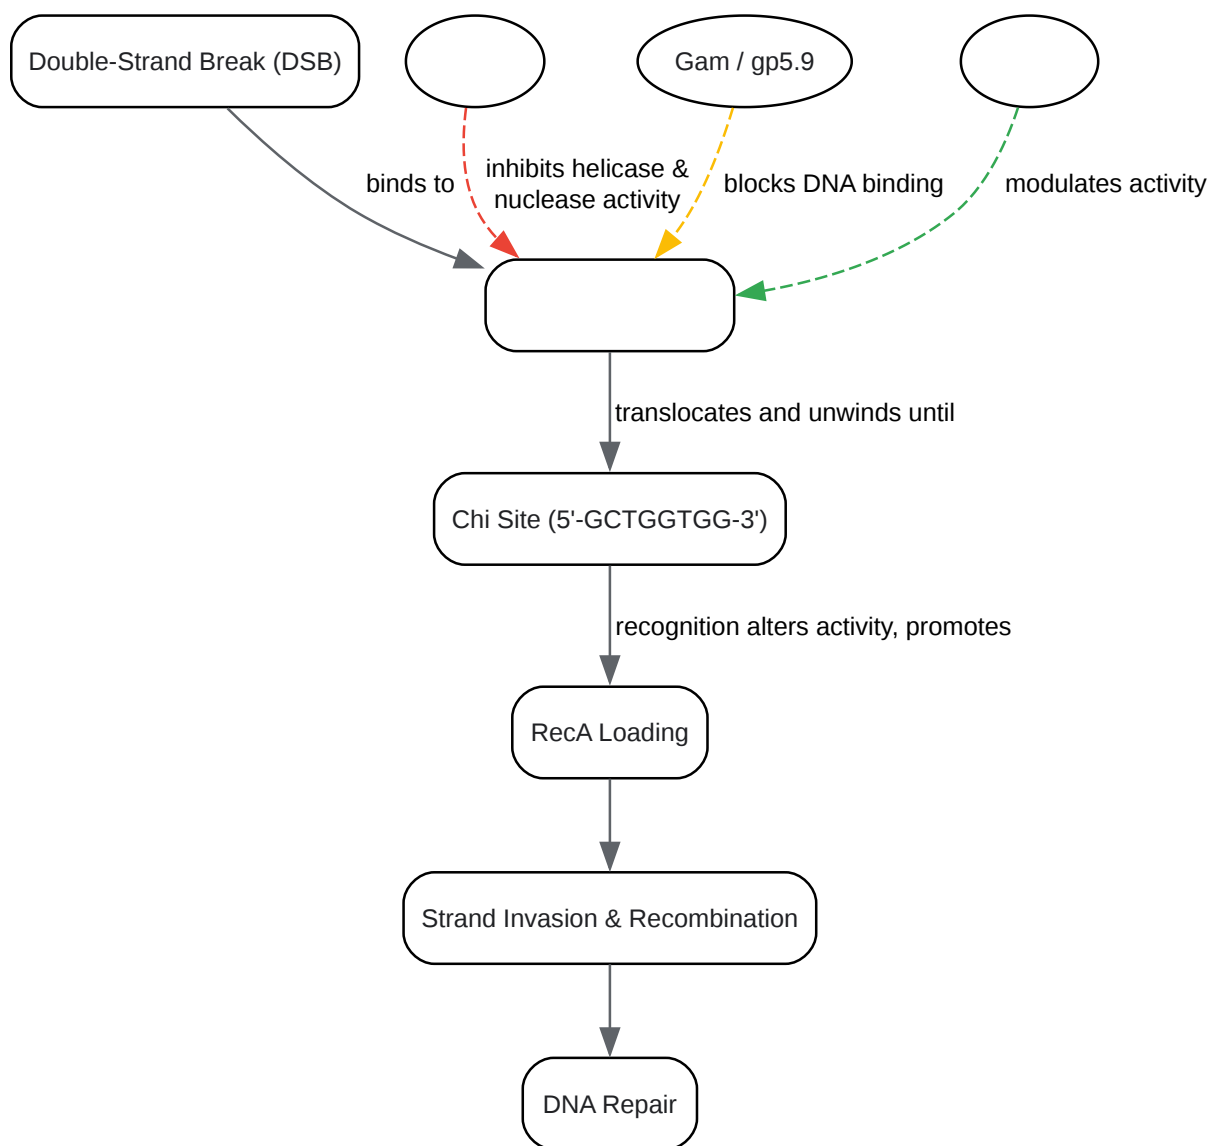 Double-Strand Break (DSB)
Gam / gp5.9
binds to
inhibits helicase &
nuclease activity
blocks DNA binding
modulates activity
translocates and unwinds until
Chi Site (5'-GCTGGTGG-3')
recognition alters activity, promotes
RecA Loading
Strand Invasion & Recombination
DNA Repair